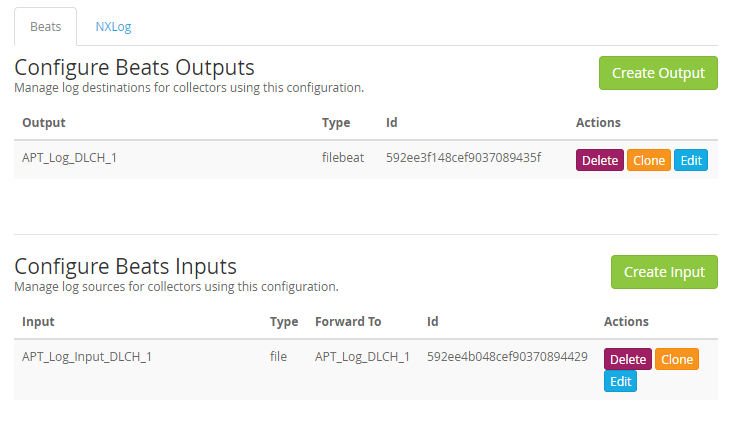 Beats NXLog
Configure Beats Outputs
Create Output
Manage log destinations for collectors using this configuration.
Output Type Id Actions
APT_Log_DLCH_1 filebeat 592ee3f148cef9037089435f Delete Clone Edit
Configure Beats Inputs
Create Input
Manage log sources for collectors using this configuration.
Input Type Forward To Id Actions
APT_Log_Input_DLCH_1 file APT_Log_DLCH_1 592ee4b048cef90370894429 Delete Clone
Edit